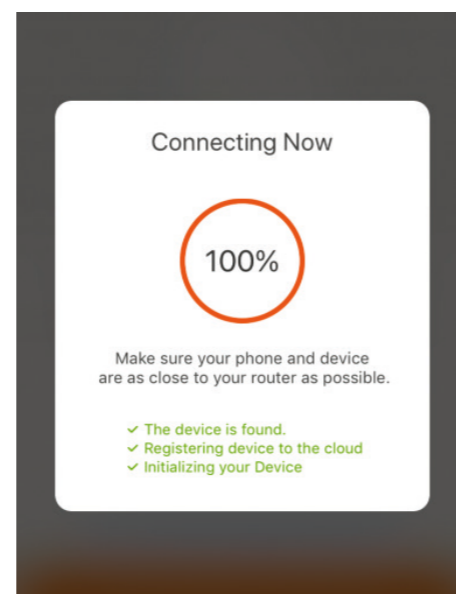 Connecting Now
100%
Make sure your phone and device
are as close to your router as possible.
✓ The device is found.
✓ Registering device to the cloud
✓ Initializing your Device